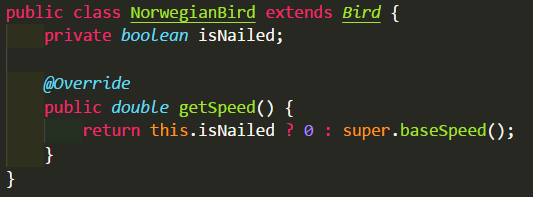 public class NorwegianBird extends Bird {
    private boolean isNailed;

    @Override
    public double getSpeed() {
        return this.isNailed ? 0 : super.baseSpeed();
    }
}